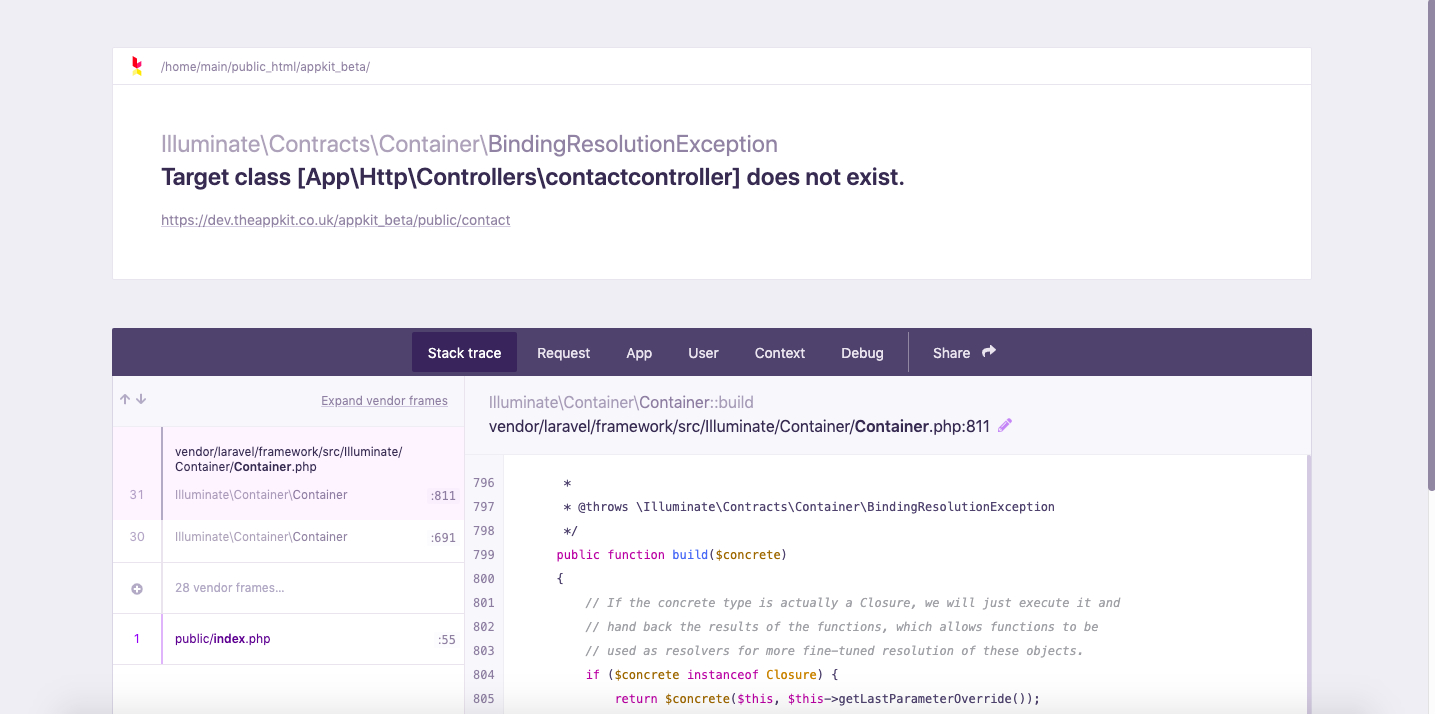 /home/main/public_html/appkit_beta/
Illuminate\Contracts\Container\BindingResolutionException
Target class [App\Http\Controllers\contactcontroller] does not exist.
https://dev.theappkit.co.uk/appkit_beta/public/contact
Stack trace Request App User Context Debug Share
Expand vendor frames
vendor/laravel/framework/src/Illuminate/
Container/Container.php
31 Illuminate\Container\Container :811
30 Illuminate\Container\Container :691
28 vendor frames…
1 public/index.php :55
Illuminate\Container\Container::build
vendor/laravel/framework/src/Illuminate/Container/Container.php:811
796 *
797 * @throws \Illuminate\Contracts\Container\BindingResolutionException
798 */
799 public function build($concrete)
800 {
801 // If the concrete type is actually a Closure, we will just execute it and
802 // hand back the results of the functions, which allows functions to be
803 // used as resolvers for more fine-tuned resolution of these objects.
804 if ($concrete instanceof Closure) {
805 return $concrete($this, $this->getLastParameterOverride());